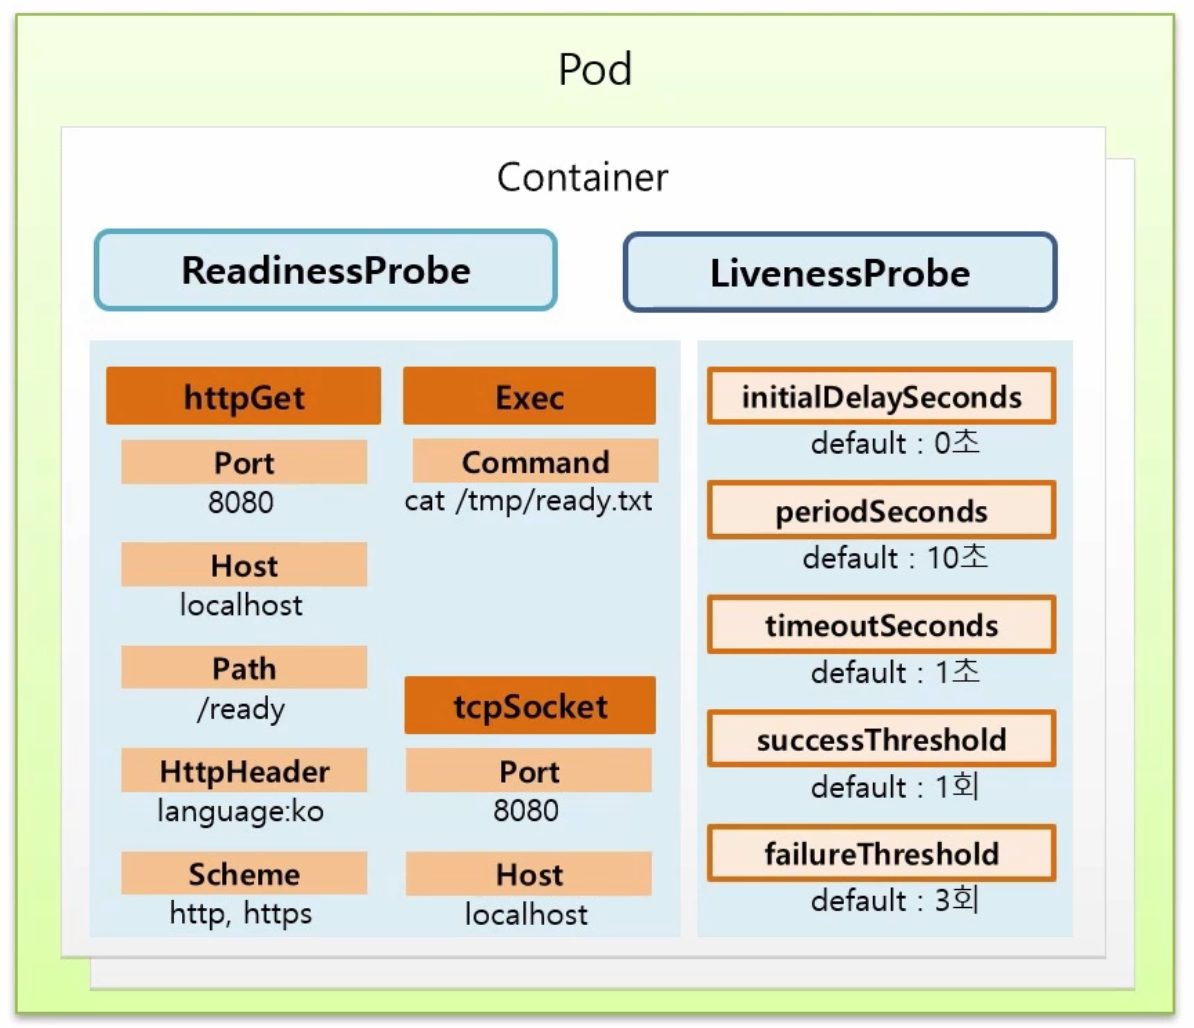 Pod
Container
ReadinessProbe
LivenessProbe
httpGet
Port
8080
Host
localhost
Path
/ready
HttpHeader
language:ko
Scheme
http, https
Exec
Command
cat /tmp/ready.txt
tcpSocket
Port
8080
Host
localhost
initialDelaySeconds
default : 0초
periodSeconds
default : 10초
timeoutSeconds
default : 1초
successThreshold
default : 1회
failureThreshold
default : 3회